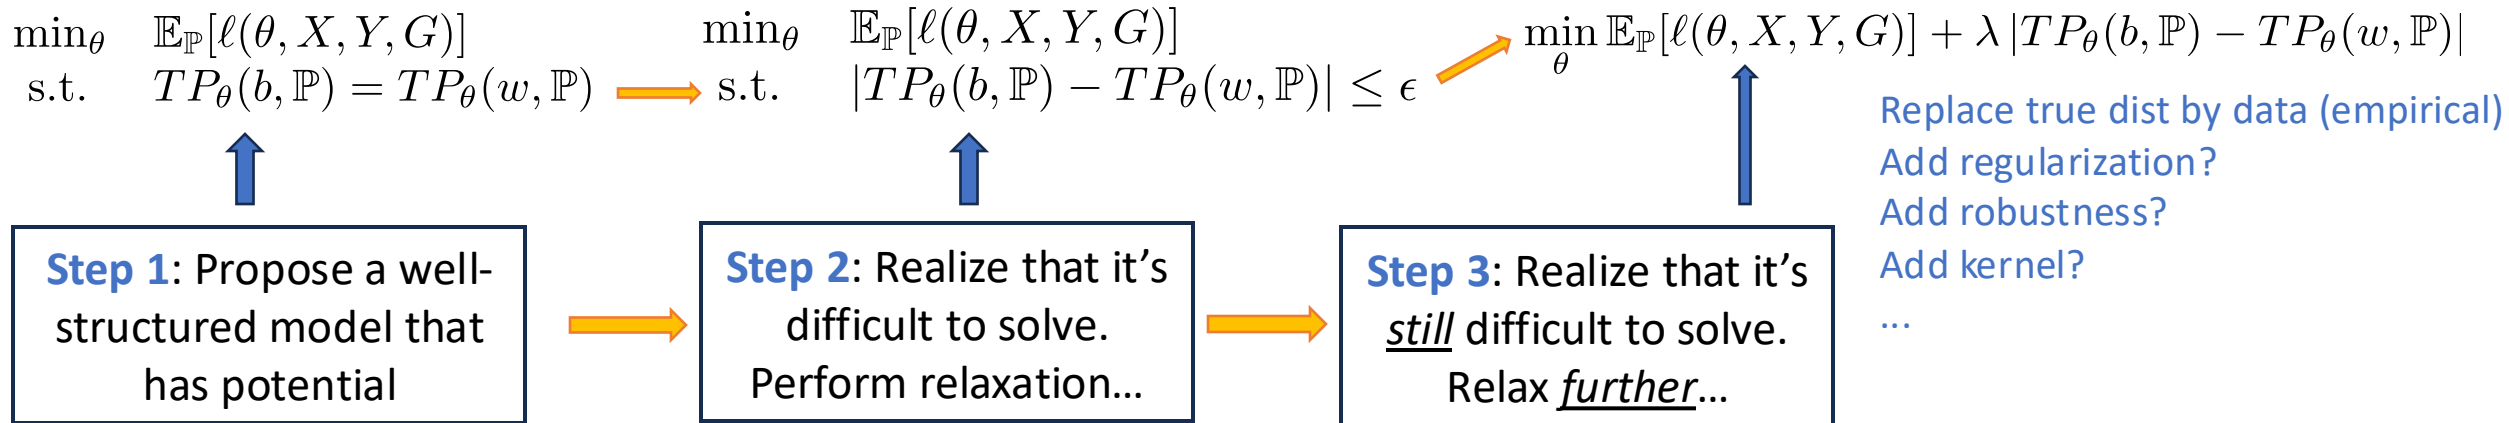 min_θ 𝔼_ℙ[ℓ(θ, X, Y, G)]
s.t. TP_θ(b, ℙ) = TP_θ(w, ℙ)
min_θ 𝔼_ℙ[ℓ(θ, X, Y, G)]
s.t. |TP_θ(b, ℙ) − TP_θ(w, ℙ)| ≤ ϵ
min_θ 𝔼_ℙ[ℓ(θ, X, Y, G)] + λ |TP_θ(b, ℙ) − TP_θ(w, ℙ)|
Replace true dist by data (empirical)
Add regularization?
Add robustness?
Add kernel?
...
Step 1: Propose a well-
structured model that
has potential
Step 2: Realize that it’s
difficult to solve.
Perform relaxation...
Step 3: Realize that it’s
still difficult to solve.
Relax further...